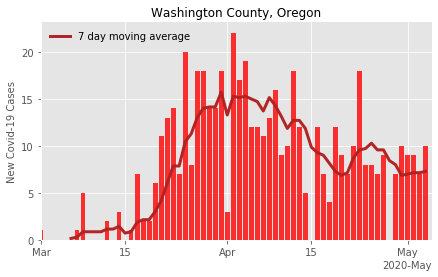 Washington County, Oregon
7 day moving average
New Covid-19 Cases
20
15
10
5
0
Mar 15 Apr 15 May
2020-May